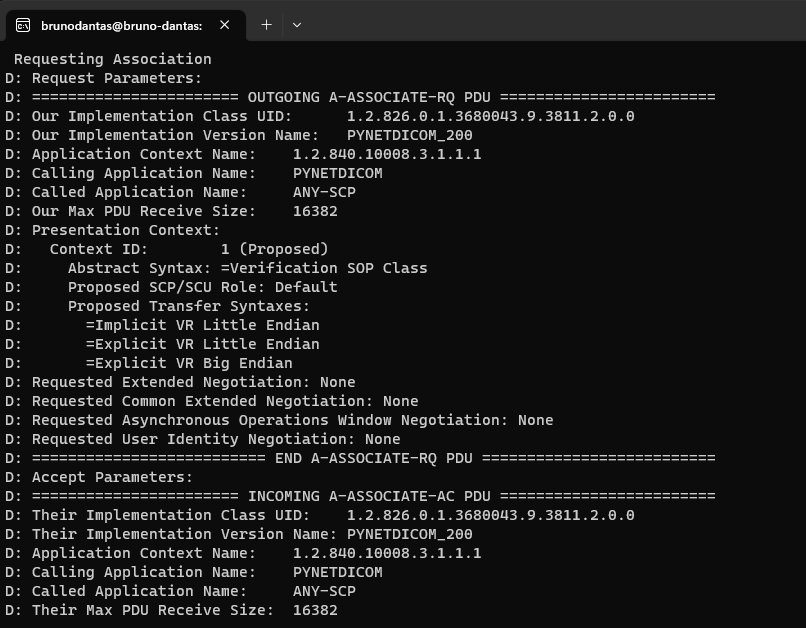 brunodantas@bruno-dantas:
Requesting Association
D: Request Parameters:
D: ======================= OUTGOING A-ASSOCIATE-RQ PDU ========================
D: Our Implementation Class UID:      1.2.826.0.1.3680043.9.3811.2.0.0
D: Our Implementation Version Name:   PYNETDICOM_200
D: Application Context Name:    1.2.840.10008.3.1.1.1
D: Calling Application Name:    PYNETDICOM
D: Called Application Name:     ANY-SCP
D: Our Max PDU Receive Size:    16382
D: Presentation Context:
D:   Context ID:        1 (Proposed)
D:     Abstract Syntax: =Verification SOP Class
D:     Proposed SCP/SCU Role: Default
D:     Proposed Transfer Syntaxes:
D:       =Implicit VR Little Endian
D:       =Explicit VR Little Endian
D:       =Explicit VR Big Endian
D: Requested Extended Negotiation: None
D: Requested Common Extended Negotiation: None
D: Requested Asynchronous Operations Window Negotiation: None
D: Requested User Identity Negotiation: None
D: ========================== END A-ASSOCIATE-RQ PDU ==========================
D: Accept Parameters:
D: ======================= INCOMING A-ASSOCIATE-AC PDU ========================
D: Their Implementation Class UID:    1.2.826.0.1.3680043.9.3811.2.0.0
D: Their Implementation Version Name: PYNETDICOM_200
D: Application Context Name:    1.2.840.10008.3.1.1.1
D: Calling Application Name:    PYNETDICOM
D: Called Application Name:     ANY-SCP
D: Their Max PDU Receive Size:  16382